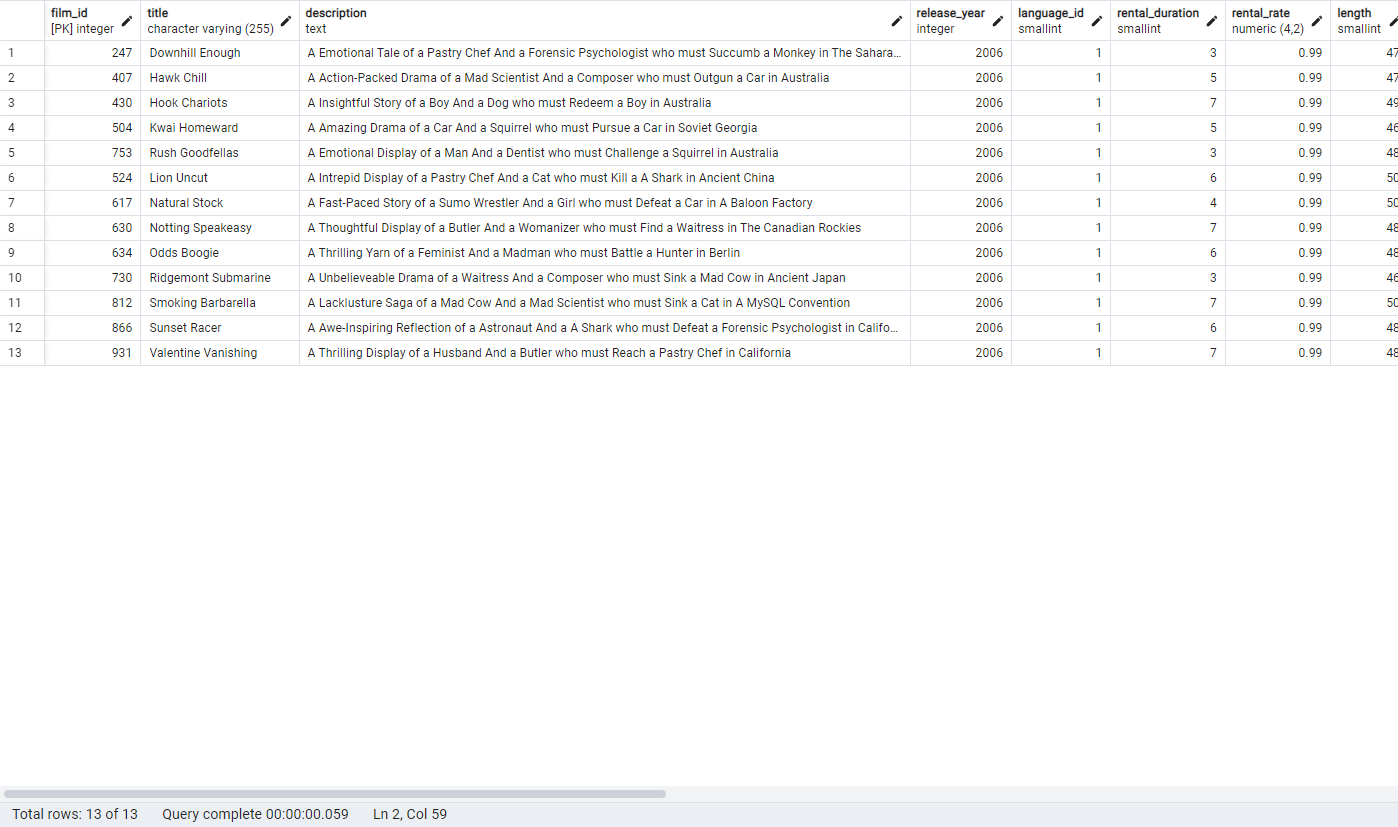 film_id title description release_year language_id rental_duration rental_rate length
[PK] integer character varying (255) text integer smallint smallint numeric (4,2) smallint
1 247 Downhill Enough A Emotional Tale of a Pastry Chef And a Forensic Psychologist who must Succumb a Monkey in The Sahara... 2006 1 3 0.99 47
2 407 Hawk Chill A Action-Packed Drama of a Mad Scientist And a Composer who must Outgun a Car in Australia 2006 1 5 0.99 47
3 430 Hook Chariots A Insightful Story of a Boy And a Dog who must Redeem a Boy in Australia 2006 1 7 0.99 49
4 504 Kwai Homeward A Amazing Drama of a Car And a Squirrel who must Pursue a Car in Soviet Georgia 2006 1 5 0.99 46
5 753 Rush Goodfellas A Emotional Display of a Man And a Dentist who must Challenge a Squirrel in Australia 2006 1 3 0.99 48
6 524 Lion Uncut A Intrepid Display of a Pastry Chef And a Cat who must Kill a A Shark in Ancient China 2006 1 6 0.99 50
7 617 Natural Stock A Fast-Paced Story of a Sumo Wrestler And a Girl who must Defeat a Car in A Baloon Factory 2006 1 4 0.99 50
8 630 Notting Speakeasy A Thoughtful Display of a Butler And a Womanizer who must Find a Waitress in The Canadian Rockies 2006 1 7 0.99 48
9 634 Odds Boogie A Thrilling Yarn of a Feminist And a Madman who must Battle a Hunter in Berlin 2006 1 6 0.99 48
10 730 Ridgemont Submarine A Unbelieveable Drama of a Waitress And a Composer who must Sink a Mad Cow in Ancient Japan 2006 1 3 0.99 46
11 812 Smoking Barbarella A Lacklusture Saga of a Mad Cow And a Mad Scientist who must Sink a Cat in A MySQL Convention 2006 1 7 0.99 50
12 866 Sunset Racer A Awe-Inspiring Reflection of a Astronaut And a A Shark who must Defeat a Forensic Psychologist in Califo... 2006 1 6 0.99 48
13 931 Valentine Vanishing A Thrilling Display of a Husband And a Butler who must Reach a Pastry Chef in California 2006 1 7 0.99 48
Total rows: 13 of 13 Query complete 00:00:00.059 Ln 2, Col 59